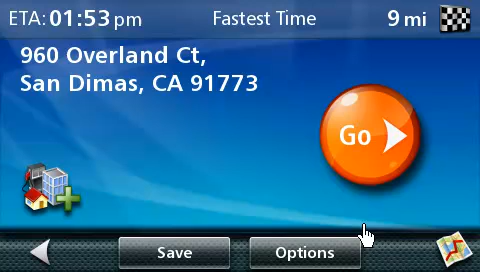 ETA: 01:53 pm Fastest Time 9 mi
960 Overland Ct,
San Dimas, CA 91773
Go
Save Options